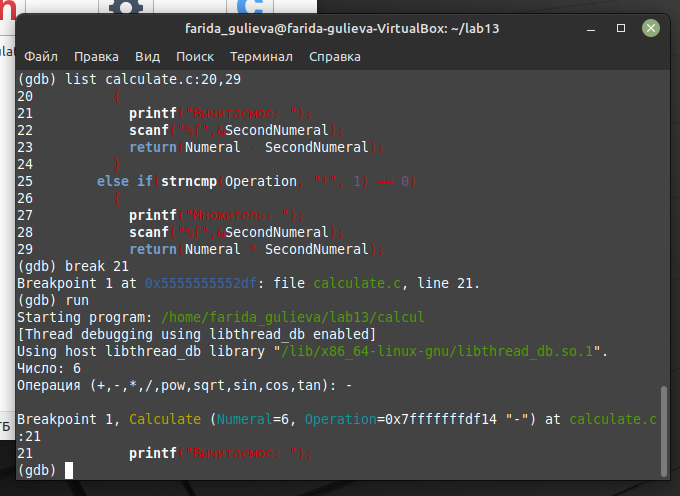 farida_gulieva@farida-gulieva-VirtualBox: ~/lab13
Файл Правка Вид Поиск Терминал Справка
(gdb) list calculate.c:20,29
20 {
21 printf("Вычитаемое: ");
22 scanf("%f",&SecondNumeral);
23 return(Numeral - SecondNumeral);
24 }
25 else if(strncmp(Operation, "*", 1) == 0)
26 {
27 printf("Множитель: ");
28 scanf("%f",&SecondNumeral);
29 return(Numeral * SecondNumeral);
(gdb) break 21
Breakpoint 1 at 0x5555555552df: file calculate.c, line 21.
(gdb) run
Starting program: /home/farida_gulieva/lab13/calcul
[Thread debugging using libthread_db enabled]
Using host libthread_db library "/lib/x86_64-linux-gnu/libthread_db.so.1".
Число: 6
Операция (+,-,*,/,pow,sqrt,sin,cos,tan): -
Breakpoint 1, Calculate (Numeral=6, Operation=0x7fffffffdf14 "-") at calculate.c
:21
21 printf("Вычитаемое: ");
(gdb)